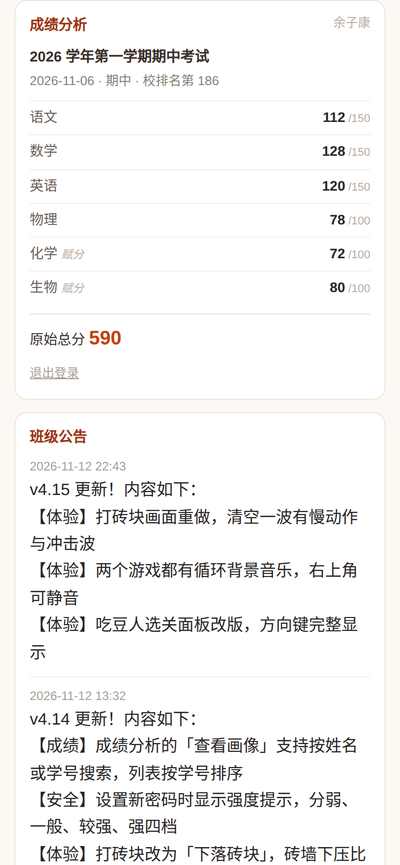 成绩分析 余子康
2026 学年第一学期期中考试
2026-11-06 · 期中 · 校排名第 186
语文 112 /150
数学 128 /150
英语 120 /150
物理 78 /100
化学 赋分 72 /100
生物 赋分 80 /100
原始总分 590
退出登录
班级公告
2026-11-12 22:43
v4.15 更新！内容如下：
【体验】打砖块画面重做，清空一波有慢动作
与冲击波
【体验】两个游戏都有循环背景音乐，右上角
可静音
【体验】吃豆人选关面板改版，方向键完整显
示
2026-11-12 13:32
v4.14 更新！内容如下：
【成绩】成绩分析的「查看画像」支持按姓名
或学号搜索，列表按学号排序
【安全】设置新密码时显示强度提示，分弱、
一般、较强、强四档
【体验】打砖块改为「下落砖块」，砖墙下压比